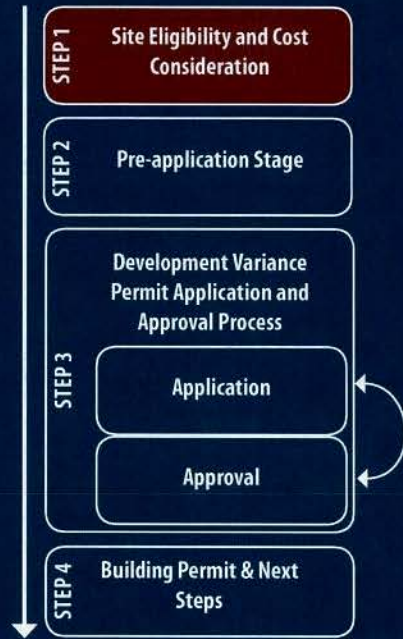 STEP 1
Site Eligibility and Cost
Consideration
STEP 2
Pre-application Stage
STEP 3
Development Variance
Permit Application and
Approval Process
Application
Approval
STEP 4
Building Permit & Next
Steps